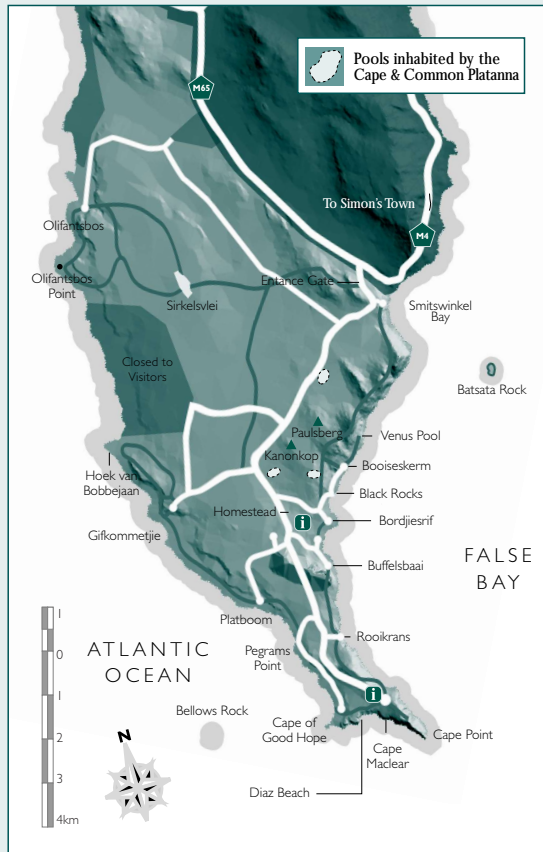 Pools inhabited by the
Cape & Common Platanna
M65
To Simon's Town
M4
Olifantsbos
Olifantsbos
Point
Sirkelsvlei
Entance Gate
Smitswinkel
Bay
Closed to
Visitors
Batsata Rock
Paulsberg
Kanonkop
Venus Pool
Booiseskerm
Hoek van
Bobbejaan
Black Rocks
Homestead
i
Bordjiesrif
Gifkommetjie
FALSE
BAY
Buffelsbaai
Platboom
Rooikrans
ATLANTIC
OCEAN
Pegrams
Point
i
Bellows Rock
Cape of
Good Hope
Cape Point
Cape
Maclear
Diaz Beach
N
1
0
1
2
3
4km